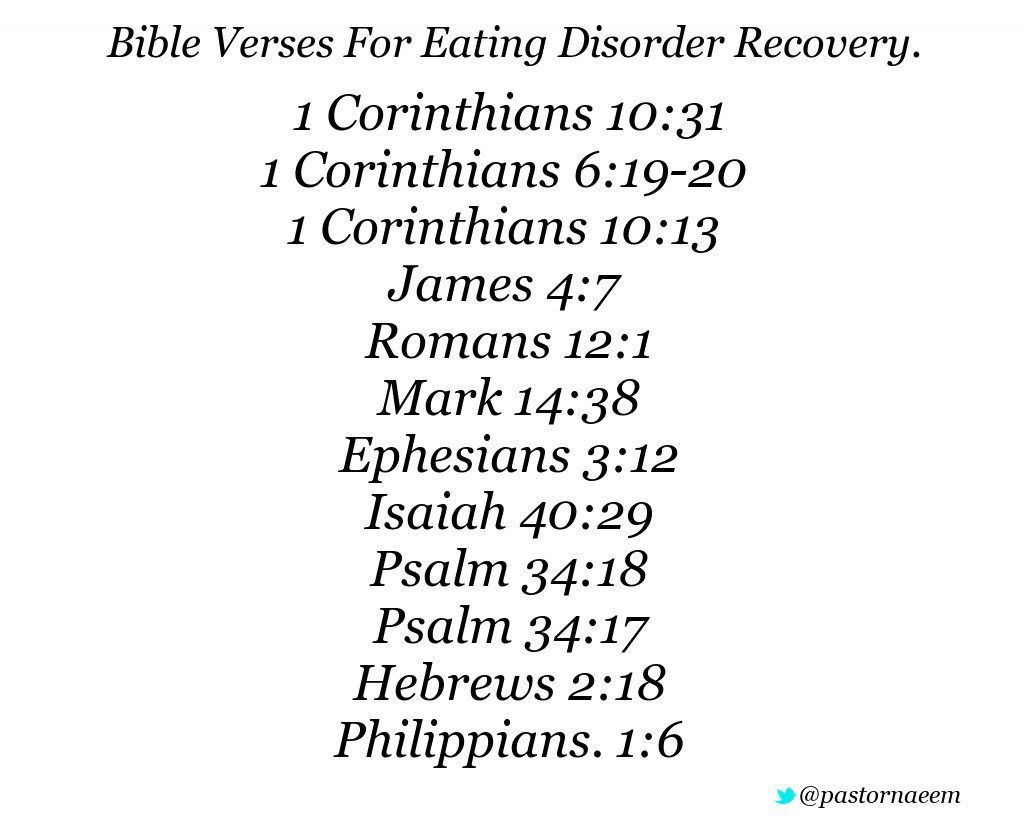 Bible Verses For Eating Disorder Recovery.
1 Corinthians 10:31
1 Corinthians 6:19-20
1 Corinthians 10:13
James 4:7
Romans 12:1
Mark 14:38
Ephesians 3:12
Isaiah 40:29
Psalm 34:18
Psalm 34:17
Hebrews 2:18
Philippians. 1:6
@pastornaeem